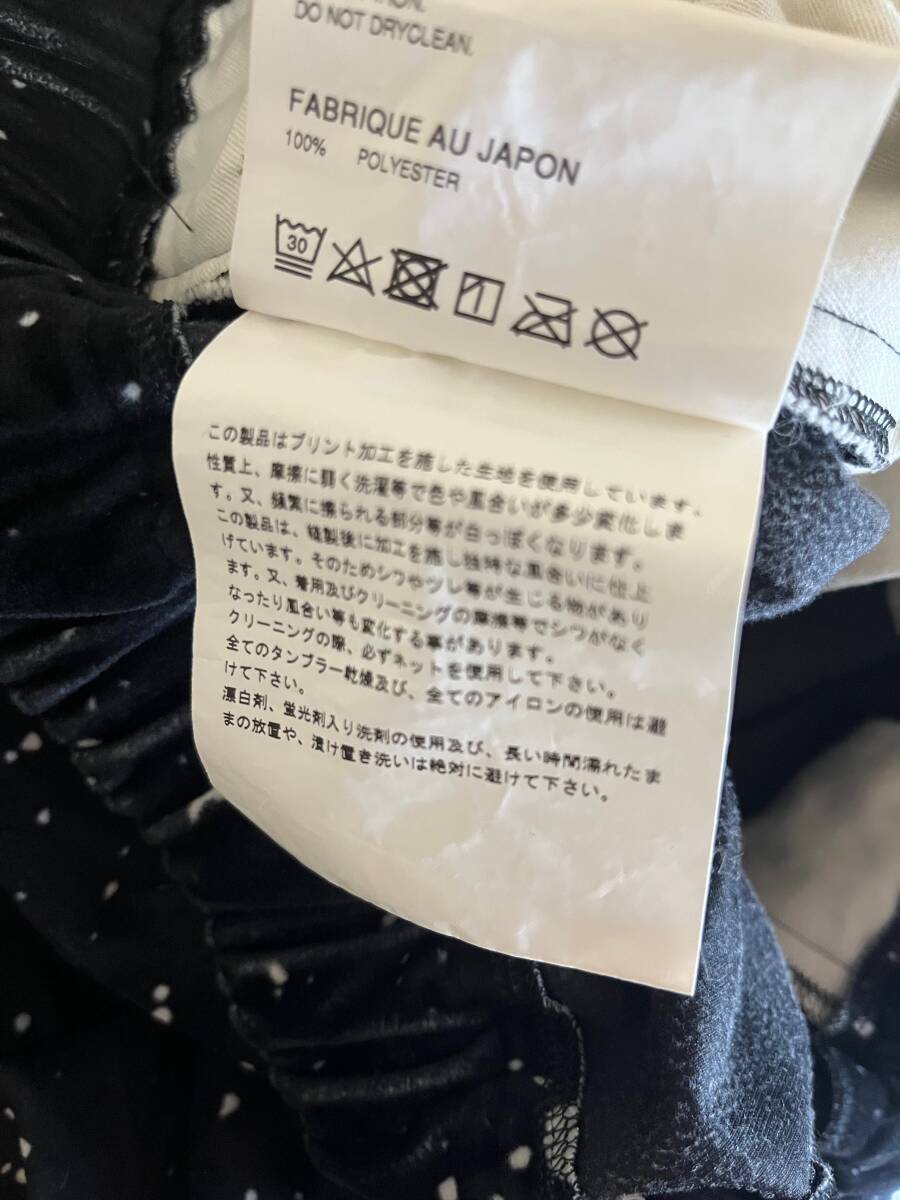 DO NOT DRYCLEAN.
FABRIQUE AU JAPON
100% POLYESTER
30
この製品はプリント加工を施した生地を使用しています。
性質上、摩擦に弱く洗濯等で色や風合いが多少変化しま
す。又、頻繁に擦られる部分等が白っぽくなります。
この製品は、縫製後に加工を施し独特な風合いに仕上
げています。そのためシワやヅレ等が生じる物があり
ます。又、着用及びクリーニングの摩擦等でシワがなく
なったり風合い等も変化する事があります。
クリーニングの際、必ずネットを使用して下さい。
全てのタンブラー乾燥及び、全てのアイロンの使用は避
けて下さい。
漂白剤、蛍光剤入り洗剤の使用及び、長い時間濡れたま
まの放置や、漬け置き洗いは絶対に避けて下さい。